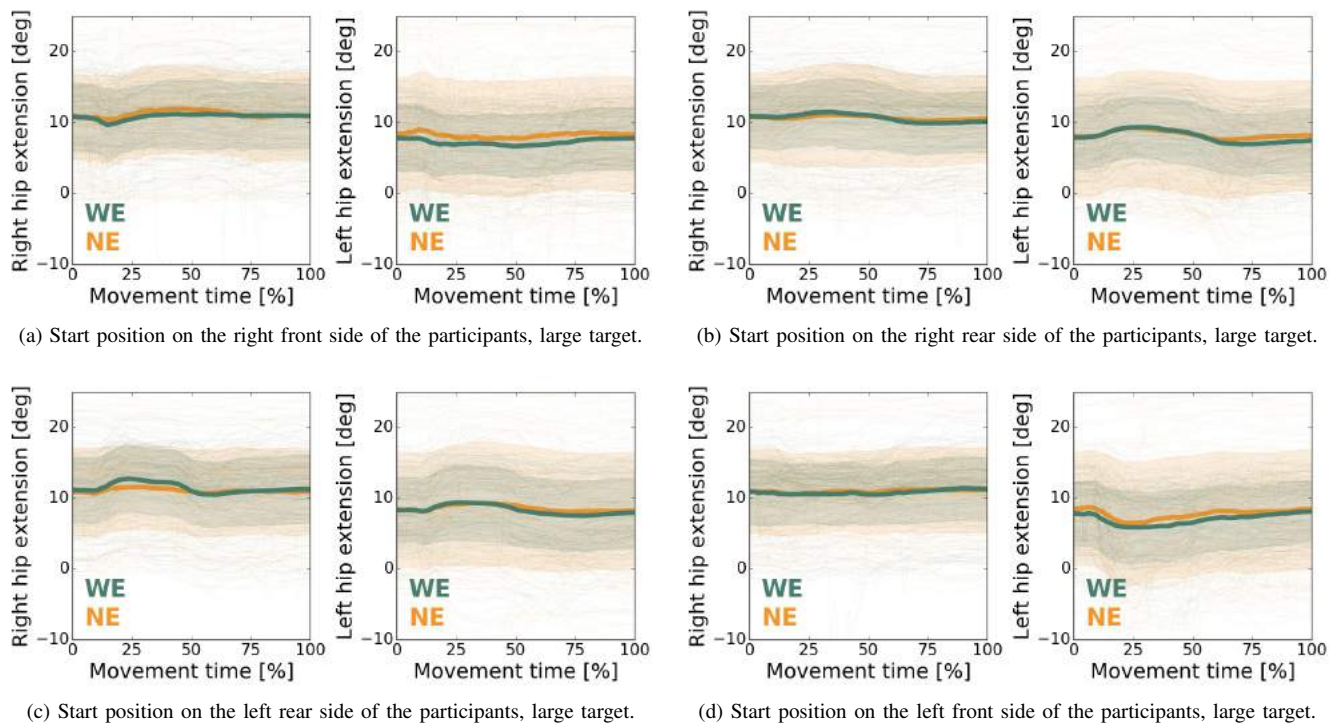 Right hip extension [deg]
20
10
0
−10
WE
NE
0 25 50 75 100
Movement time [%]
Left hip extension [deg]
20
10
0
−10
WE
NE
0 25 50 75 100
Movement time [%]
(a) Start position on the right front side of the participants, large target.
Right hip extension [deg]
20
10
0
−10
WE
NE
0 25 50 75 100
Movement time [%]
Left hip extension [deg]
20
10
0
−10
WE
NE
0 25 50 75 100
Movement time [%]
(b) Start position on the right rear side of the participants, large target.
Right hip extension [deg]
20
10
0
−10
WE
NE
0 25 50 75 100
Movement time [%]
Left hip extension [deg]
20
10
0
−10
WE
NE
0 25 50 75 100
Movement time [%]
(c) Start position on the left rear side of the participants, large target.
Right hip extension [deg]
20
10
0
−10
WE
NE
0 25 50 75 100
Movement time [%]
Left hip extension [deg]
20
10
0
−10
WE
NE
0 25 50 75 100
Movement time [%]
(d) Start position on the left front side of the participants, large target.